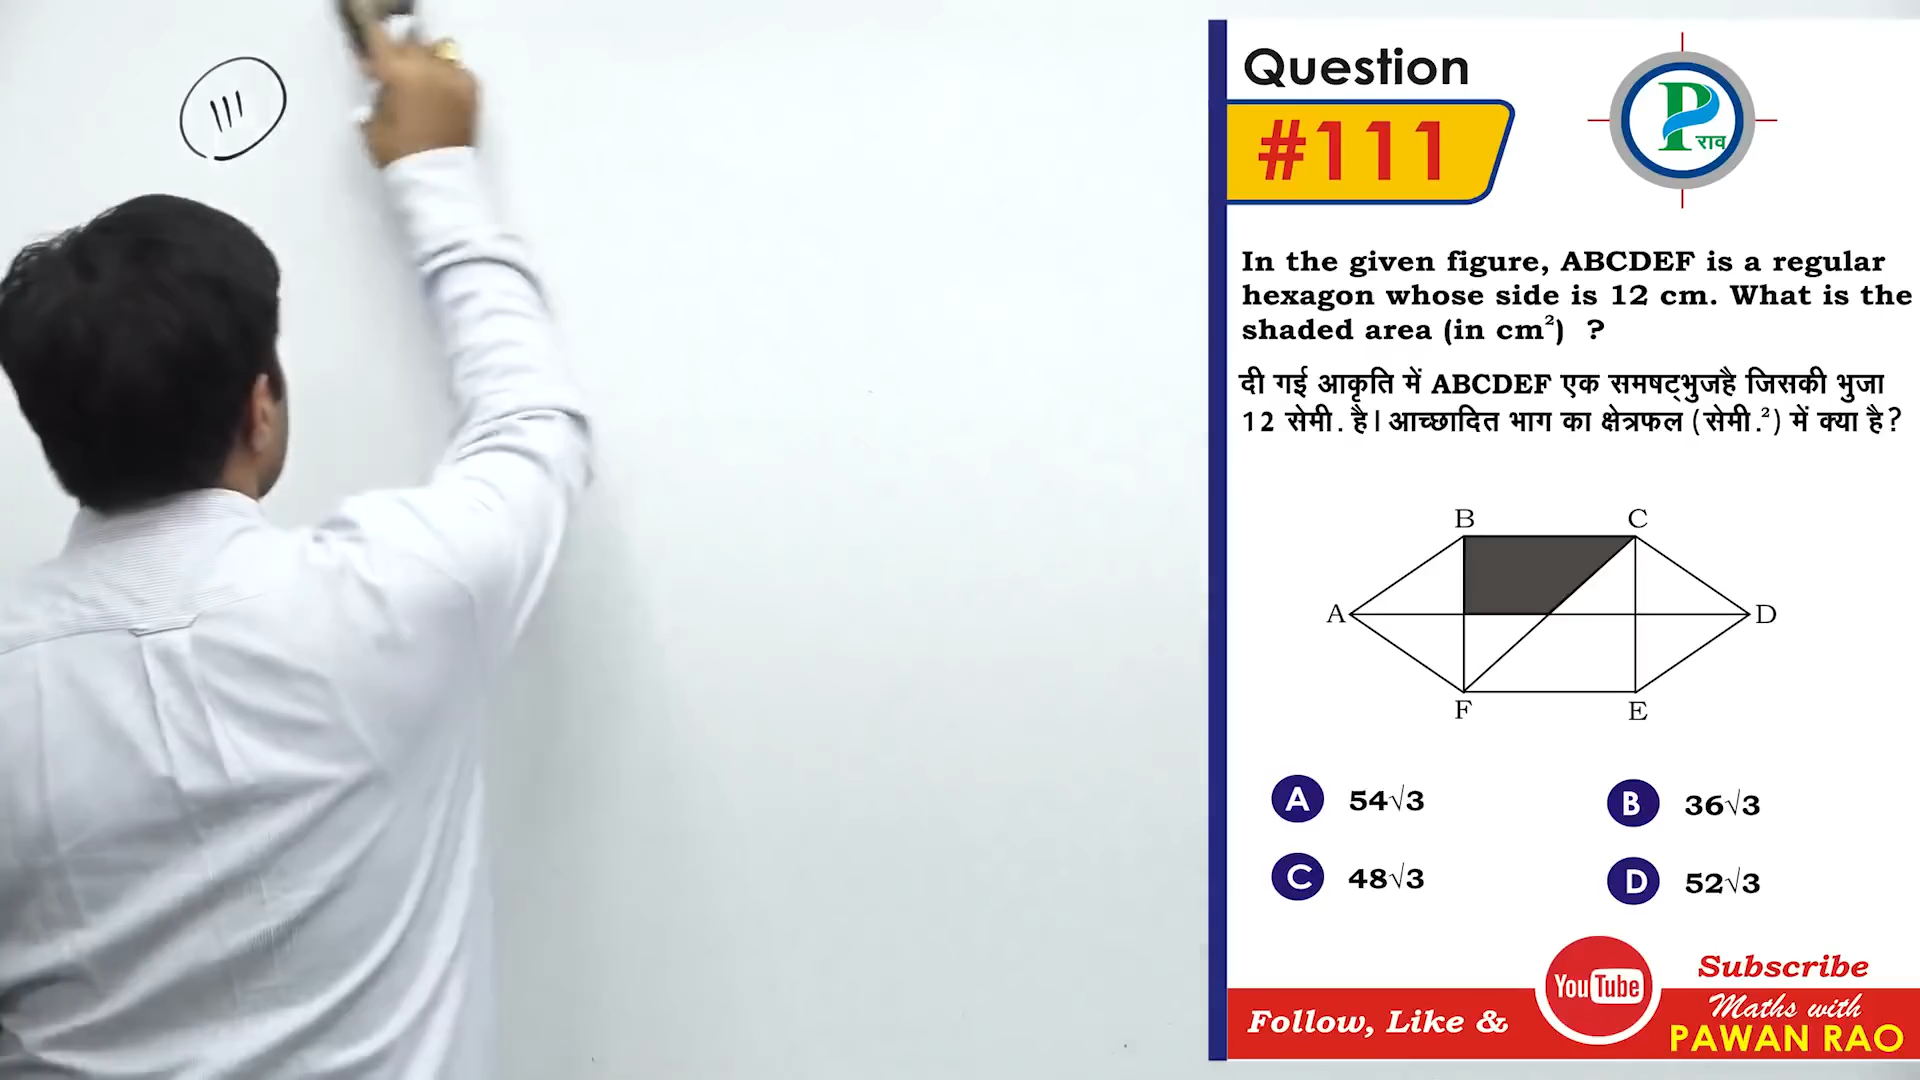 111
Question
#111
P
राव
In the given figure, ABCDEF is a regular
hexagon whose side is 12 cm. What is the
shaded area (in cm²) ?
दी गई आकृति में ABCDEF एक समषट्भुजहै जिसकी भुजा
12 सेमी. है। आच्छादित भाग का क्षेत्रफल (सेमी.²) में क्या है?
B C
A D
F E
A 54√3
B 36√3
C 48√3
D 52√3
Follow, Like &
YouTube
Subscribe
Maths with
PAWAN RAO